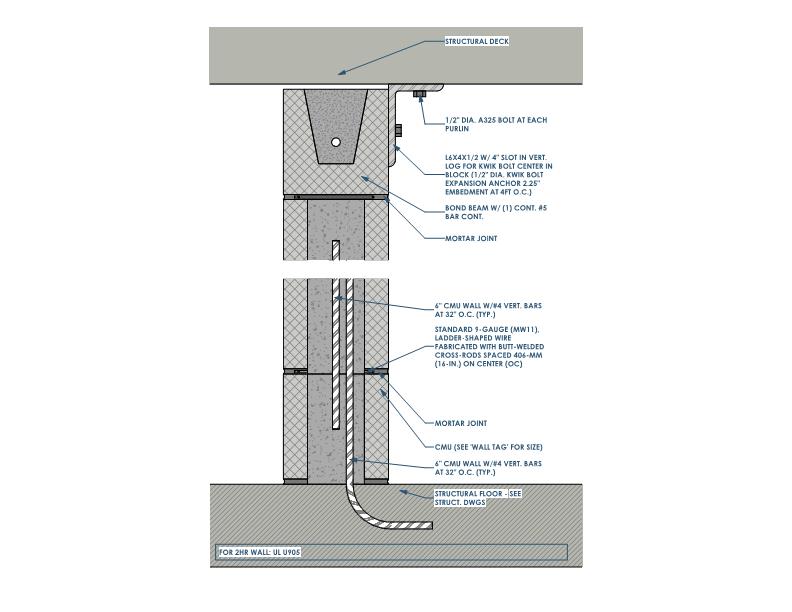 STRUCTURAL DECK
1/2" DIA. A325 BOLT AT EACH
PURLIN
L6X4X1/2 W/ 4" SLOT IN VERT.
LOG FOR KWIK BOLT CENTER IN
BLOCK (1/2" DIA. KWIK BOLT
EXPANSION ANCHOR 2.25"
EMBEDMENT AT 4FT O.C.)
BOND BEAM W/ (1) CONT. #5
BAR CONT.
MORTAR JOINT
6" CMU WALL W/#4 VERT. BARS
AT 32" O.C. (TYP.)
STANDARD 9-GAUGE (MW11),
LADDER-SHAPED WIRE
FABRICATED WITH BUTT-WELDED
CROSS-RODS SPACED 406-MM
(16-IN.) ON CENTER (OC)
MORTAR JOINT
CMU (SEE 'WALL TAG' FOR SIZE)
6" CMU WALL W/#4 VERT. BARS
AT 32" O.C. (TYP.)
STRUCTURAL FLOOR - SEE
STRUCT. DWGS
FOR 2HR WALL: UL U905